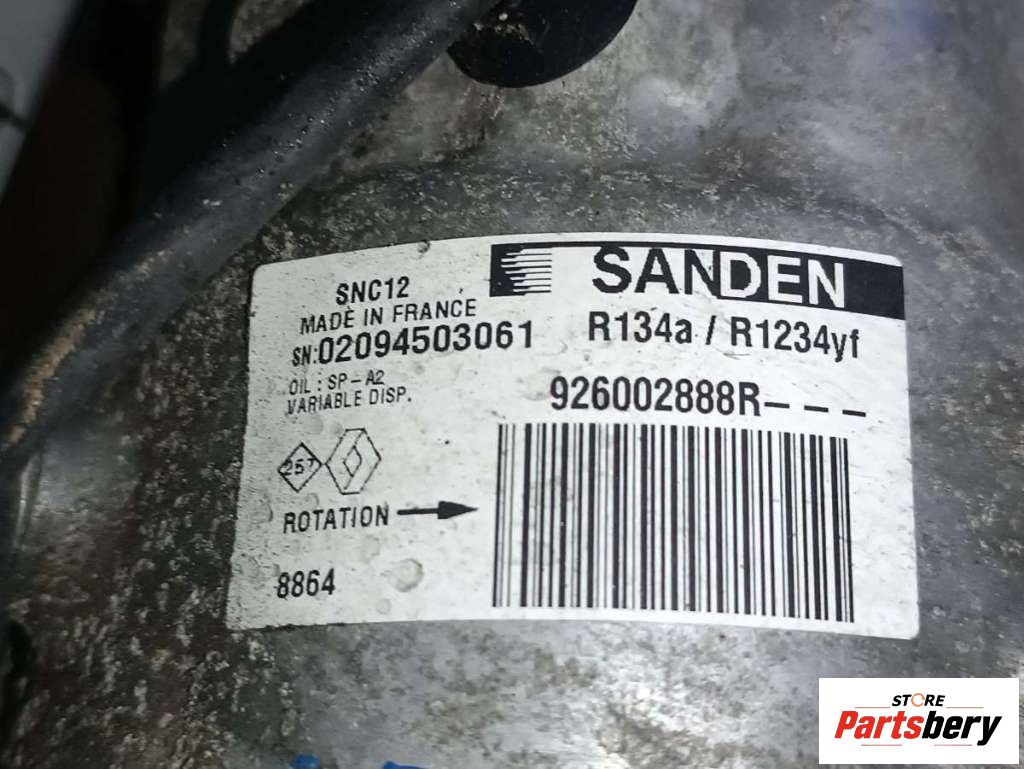 SANDEN
SNC12
MADE IN FRANCE
R134a / R1234yf
SN:02094503061
OIL : SP-A2
VARIABLE DISP.
926002888R---
257
ROTATION
8864
STORE
Partsbery